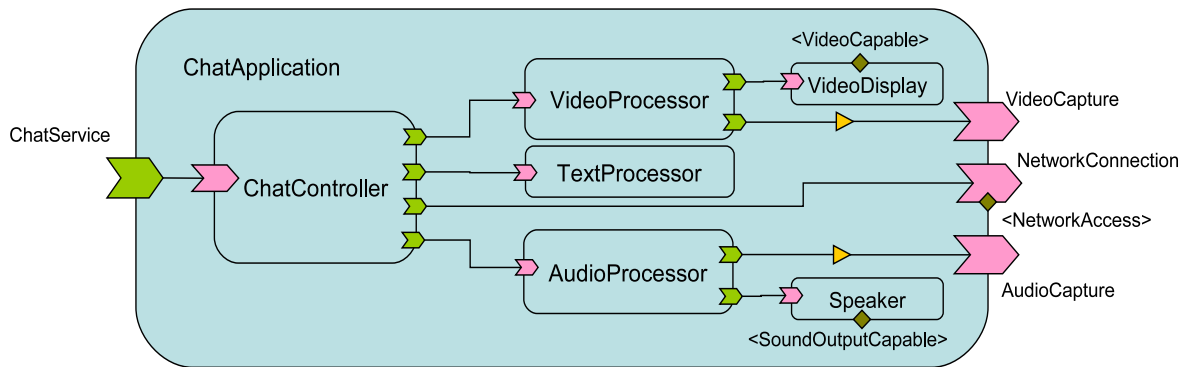 <VideoCapable>
ChatApplication
VideoProcessor
VideoDisplay
VideoCapture
ChatService
TextProcessor
NetworkConnection
ChatController
<NetworkAccess>
AudioProcessor
AudioCapture
Speaker
<SoundOutputCapable>